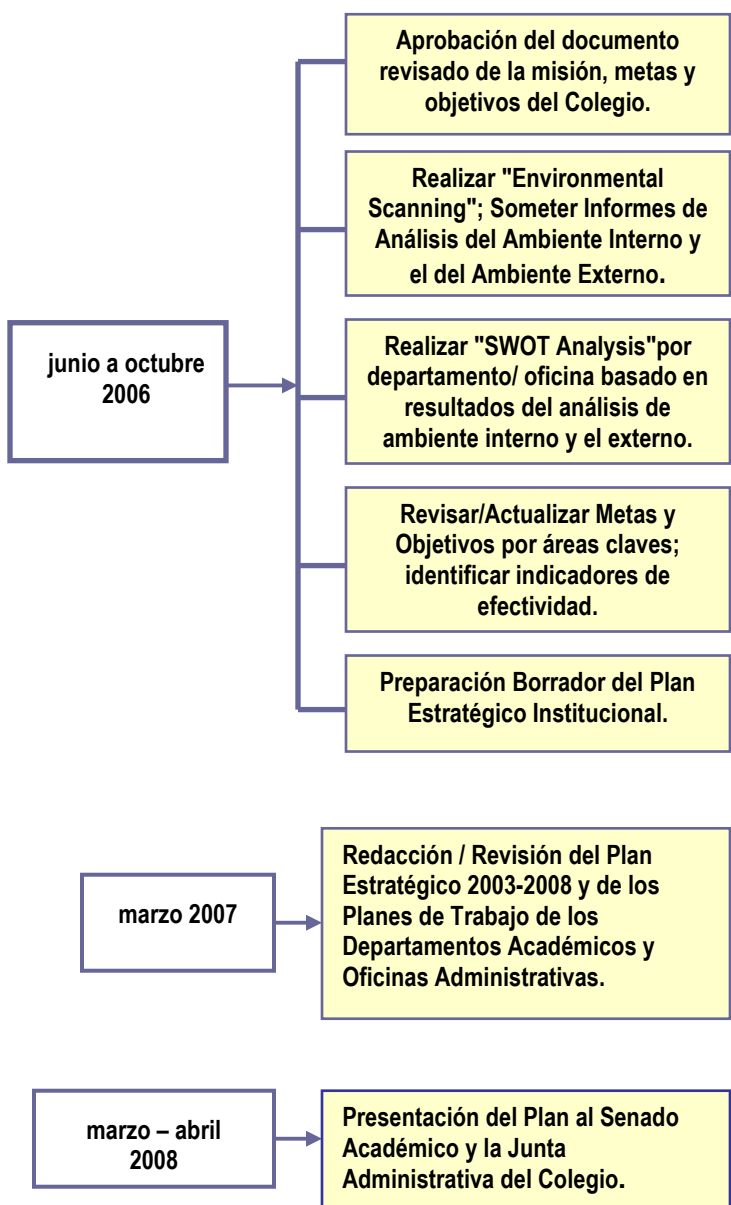 Aprobación del documento
revisado de la misión, metas y
objetivos del Colegio.
Realizar "Environmental
Scanning"; Someter Informes de
Análisis del Ambiente Interno y
el del Ambiente Externo.
junio a octubre
2006
Realizar "SWOT Analysis"por
departamento/ oficina basado en
resultados del análisis de
ambiente interno y el externo.
Revisar/Actualizar Metas y
Objetivos por áreas claves;
identificar indicadores de
efectividad.
Preparación Borrador del Plan
Estratégico Institucional.
marzo 2007
Redacción / Revisión del Plan
Estratégico 2003-2008 y de los
Planes de Trabajo de los
Departamentos Académicos y
Oficinas Administrativas.
marzo – abril
2008
Presentación del Plan al Senado
Académico y la Junta
Administrativa del Colegio.